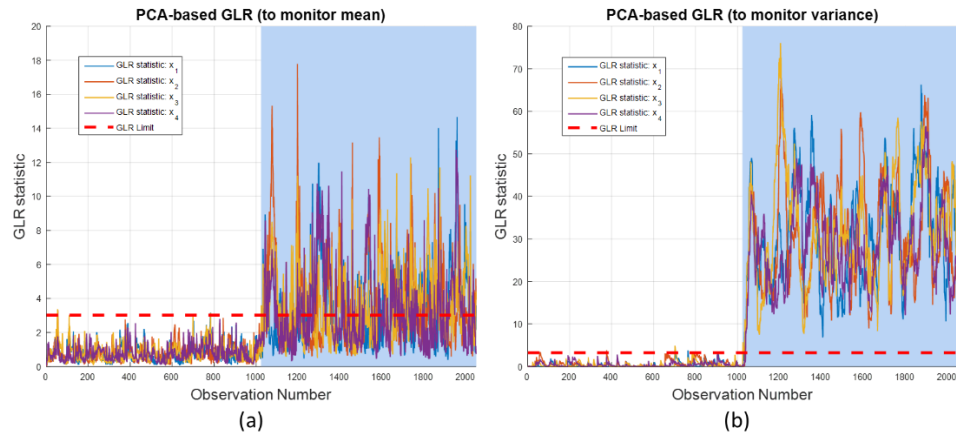 PCA-based GLR (to monitor mean)
GLR statistic
20
18
16
14
12
10
8
6
4
2
0
GLR statistic: x1
GLR statistic: x2
GLR statistic: x3
GLR statistic: x4
GLR Limit
0 200 400 600 800 1000 1200 1400 1600 1800 2000
Observation Number
(a)
PCA-based GLR (to monitor variance)
GLR statistic
80
70
60
50
40
30
20
10
0
GLR statistic: x1
GLR statistic: x2
GLR statistic: x3
GLR statistic: x4
GLR Limit
0 200 400 600 800 1000 1200 1400 1600 1800 2000
Observation Number
(b)